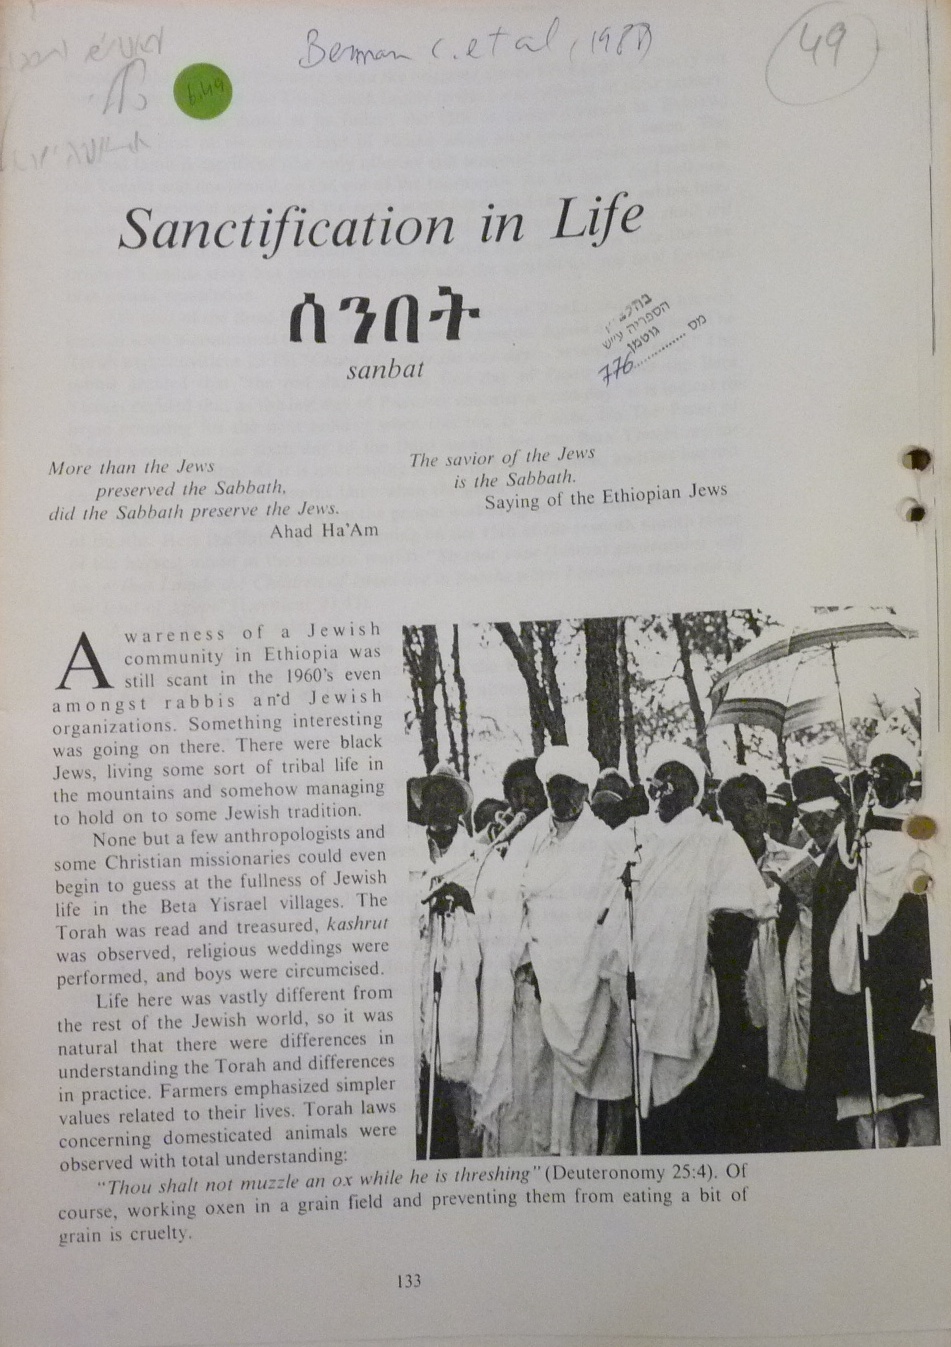 Berman C. et al, 1987
49
6.49
Sanctification in Life
ሰንበት
sanbat
הספריה ע״ש
גוטמן
מס ............ 776
More than the Jews
preserved the Sabbath,
did the Sabbath preserve the Jews.
Ahad Ha'Am
The savior of the Jews
is the Sabbath.
Saying of the Ethiopian Jews
Awareness of a Jewish
community in Ethiopia was
still scant in the 1960's even
amongst rabbis and Jewish
organizations. Something interesting
was going on there. There were black
Jews, living some sort of tribal life in
the mountains and somehow managing
to hold on to some Jewish tradition.
None but a few anthropologists and
some Christian missionaries could even
begin to guess at the fullness of Jewish
life in the Beta Yisrael villages. The
Torah was read and treasured, kashrut
was observed, religious weddings were
performed, and boys were circumcised.
Life here was vastly different from
the rest of the Jewish world, so it was
natural that there were differences in
understanding the Torah and differences
in practice. Farmers emphasized simpler
values related to their lives. Torah laws
concerning domesticated animals were
observed with total understanding:
"Thou shalt not muzzle an ox while he is threshing" (Deuteronomy 25:4). Of
course, working oxen in a grain field and preventing them from eating a bit of
grain is cruelty.
133